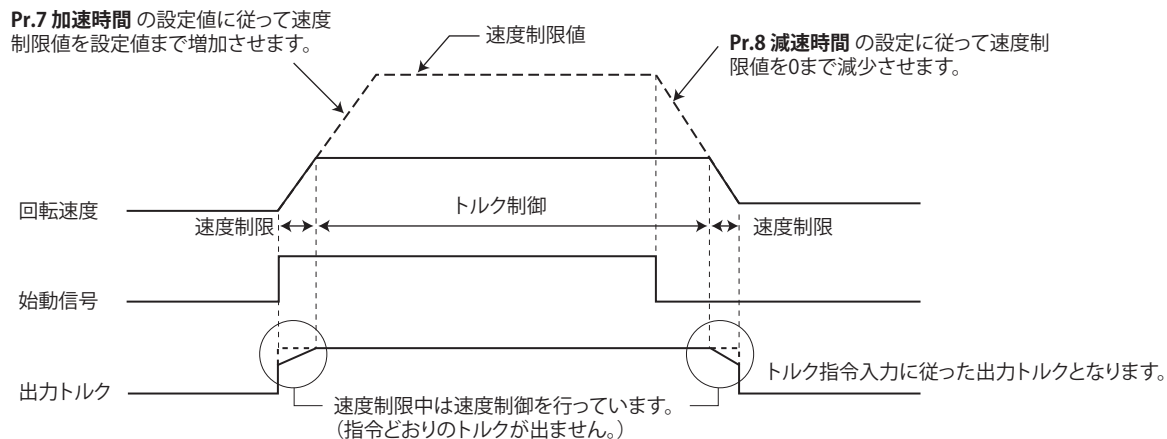 Pr.7 加速時間 の設定値に従って速度
制限値を設定値まで増加させます。
速度制限値
Pr.8 減速時間 の設定に従って速度制
限値を0まで減少させます。
回転速度
速度制限
トルク制御
速度制限
始動信号
出力トルク
トルク指令入力に従った出力トルクとなります。
速度制限中は速度制御を行っています。
（指令どおりのトルクが出ません。）